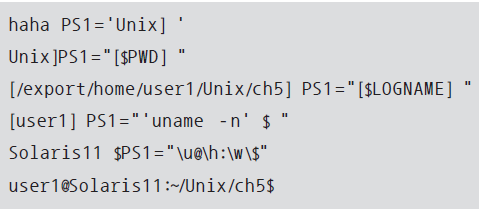 haha PS1='Unix] '
Unix]PS1="[$PWD] "
[/export/home/user1/Unix/ch5] PS1="[$LOGNAME] "
[user1] PS1="'uname -n' $ "
Solaris11 $PS1="\u@\h:\w\$"
user1@Solaris11:~/Unix/ch5$